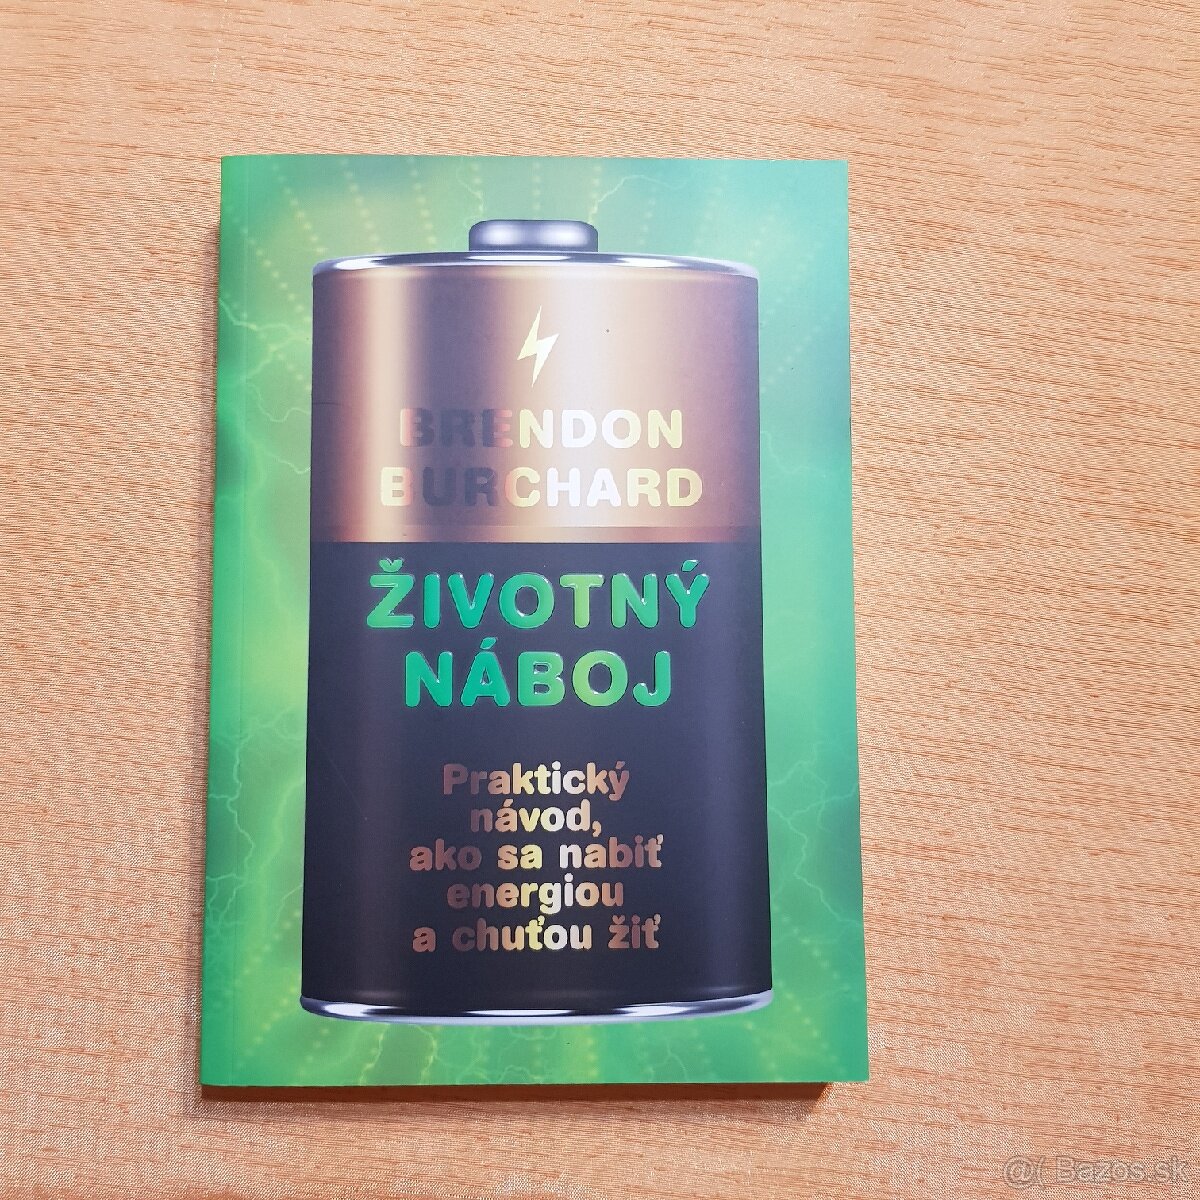 BRENDON
BURCHARD
ŽIVOTNÝ
NÁBOJ
Praktický
návod,
ako sa nabiť
energiou
a chuťou žiť
@( Bazos.sk